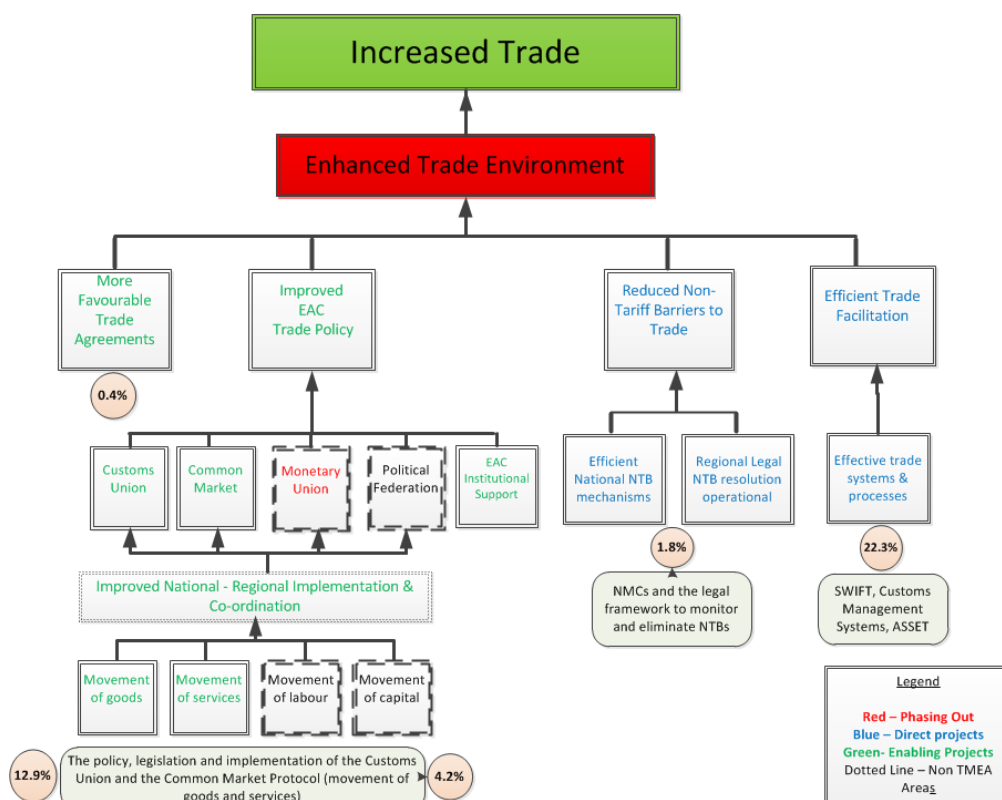 Increased Trade
Enhanced Trade Environment
More
Favourable
Trade
Agreements
Improved
EAC
Trade Policy
Reduced Non-
Tariff Barriers to
Trade
Efficient Trade
Facilitation
0.4%
Customs
Union
Common
Market
Monetary
Union
Political
Federation
EAC
Institutional
Support
Efficient
National NTB
mechanisms
Regional Legal
NTB resolution
operational
Effective trade
systems &
processes
1.8%
22.3%
Improved National - Regional Implementation &
Co-ordination
NMCs and the legal
framework to monitor
and eliminate NTBs
SWIFT, Customs
Management
Systems, ASSET
Movement
of goods
Movement
of services
Movement
of labour
Movement
of capital
12.9%
The policy, legislation and implementation of the Customs
Union and the Common Market Protocol (movement of
goods and services)
4.2%
Legend
Red – Phasing Out
Blue – Direct projects
Green- Enabling Projects
Dotted Line – Non TMEA
Areas